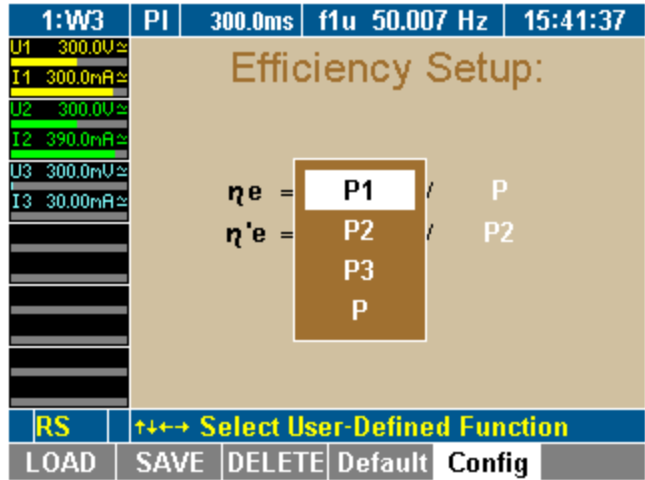 1:W3 PI 300.0ms f1u 50.007 Hz 15:41:37
U1 300.0V≃
I1 300.0mA≃
U2 300.0V≃
I2 390.0mA≃
U3 300.0mV≃
I3 30.00mA≃
Efficiency Setup:
ηe = P1 / P
η'e = P2 / P2
P3
P
RS ↑↓←→ Select User-Defined Function
LOAD SAVE DELETE Default Config